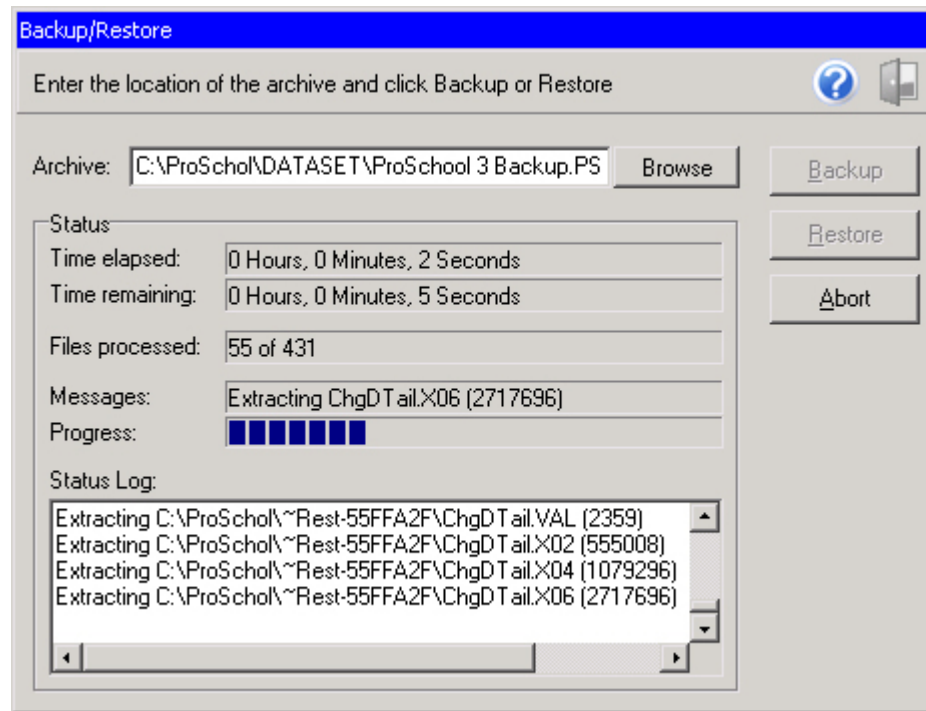 Backup/Restore
Enter the location of the archive and click Backup or Restore
?
Archive: C:\ProSchol\DATASET\ProSchool 3 Backup.PS Browse Backup
Status
Restore
Time elapsed: 0 Hours, 0 Minutes, 2 Seconds
Time remaining: 0 Hours, 0 Minutes, 5 Seconds
Abort
Files processed: 55 of 431
Messages: Extracting ChgDTail.X06 (2717696)
Progress:
Status Log:
Extracting C:\ProSchol\~Rest-55FFA2F\ChgDTail.VAL (2359)
Extracting C:\ProSchol\~Rest-55FFA2F\ChgDTail.X02 (555008)
Extracting C:\ProSchol\~Rest-55FFA2F\ChgDTail.X04 (1079296)
Extracting C:\ProSchol\~Rest-55FFA2F\ChgDTail.X06 (2717696)